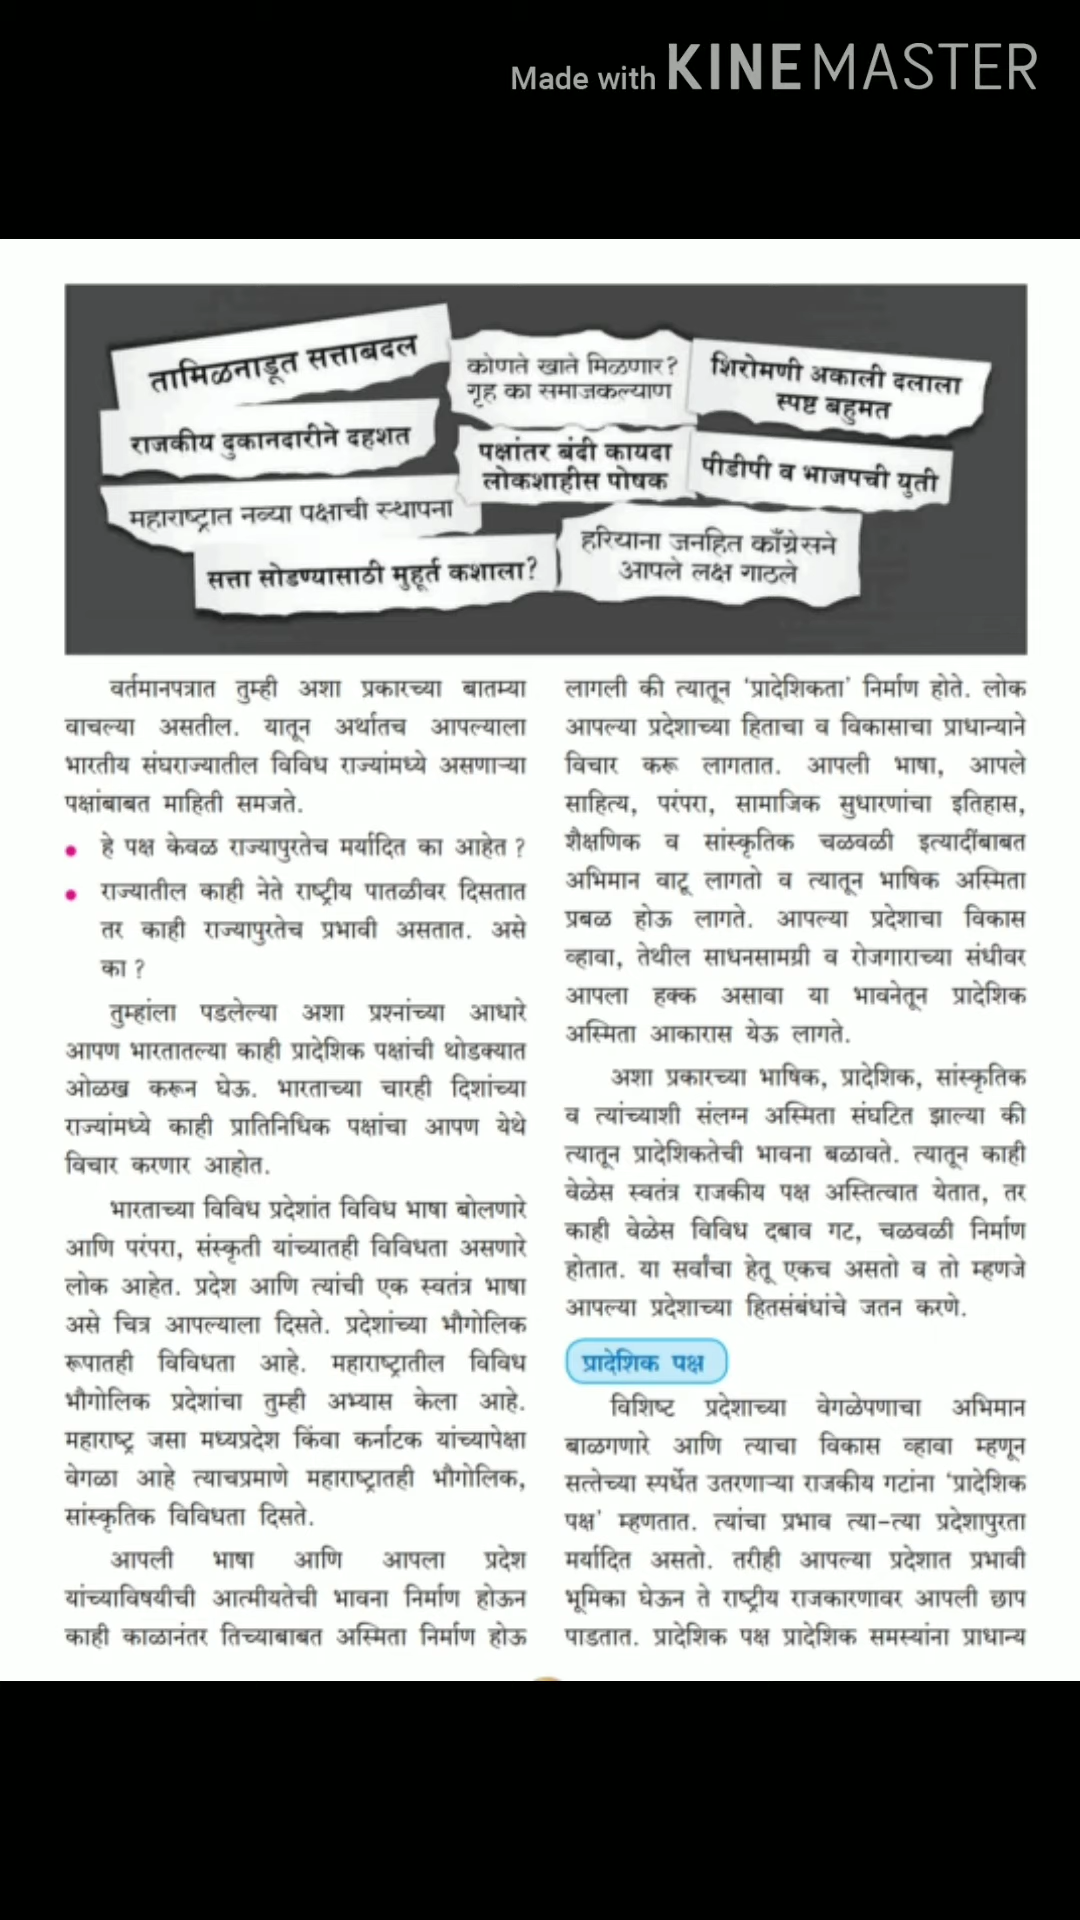 Made with KINEMASTER
तामिळनाडूत सत्ताबदल
कोणते खाते मिळणार?
गृह का समाजकल्याण
शिरोमणी अकाली दलाला
स्पष्ट बहुमत
राजकीय दुकानदारीने दहशत
पक्षांतर बंदी कायदा
लोकशाहीस पोषक
पीडीपी व भाजपची युती
महाराष्ट्रात नव्या पक्षाची स्थापना
हरियाना जनहित काँग्रेसने
आपले लक्ष गाठले
सत्ता सोडण्यासाठी मुहूर्त कशाला?
वर्तमानपत्रात तुम्ही अशा प्रकारच्या बातम्या
वाचल्या असतील. यातून अर्थातच आपल्याला
भारतीय संघराज्यातील विविध राज्यांमध्ये असणाऱ्या
पक्षांबाबत माहिती समजते.
• हे पक्ष केवळ राज्यापुरतेच मर्यादित का आहेत ?
• राज्यातील काही नेते राष्ट्रीय पातळीवर दिसतात
तर काही राज्यापुरतेच प्रभावी असतात. असे
का ?
तुम्हांला पडलेल्या अशा प्रश्नांच्या आधारे
आपण भारतातल्या काही प्रादेशिक पक्षांची थोडक्यात
ओळख करून घेऊ. भारताच्या चारही दिशांच्या
राज्यांमध्ये काही प्रातिनिधिक पक्षांचा आपण येथे
विचार करणार आहोत.
भारताच्या विविध प्रदेशांत विविध भाषा बोलणारे
आणि परंपरा, संस्कृती यांच्यातही विविधता असणारे
लोक आहेत. प्रदेश आणि त्यांची एक स्वतंत्र भाषा
असे चित्र आपल्याला दिसते. प्रदेशांच्या भौगोलिक
रूपातही विविधता आहे. महाराष्ट्रातील विविध
भौगोलिक प्रदेशांचा तुम्ही अभ्यास केला आहे.
महाराष्ट्र जसा मध्यप्रदेश किंवा कर्नाटक यांच्यापेक्षा
वेगळा आहे त्याचप्रमाणे महाराष्ट्रातही भौगोलिक,
सांस्कृतिक विविधता दिसते.
आपली भाषा आणि आपला प्रदेश
यांच्याविषयीची आत्मीयतेची भावना निर्माण होऊन
काही काळानंतर तिच्याबाबत अस्मिता निर्माण होऊ
लागली की त्यातून ‘प्रादेशिकता’ निर्माण होते. लोक
आपल्या प्रदेशाच्या हिताचा व विकासाचा प्राधान्याने
विचार करू लागतात. आपली भाषा, आपले
साहित्य, परंपरा, सामाजिक सुधारणांचा इतिहास,
शैक्षणिक व सांस्कृतिक चळवळी इत्यादींबाबत
अभिमान वाटू लागतो व त्यातून भाषिक अस्मिता
प्रबळ होऊ लागते. आपल्या प्रदेशाचा विकास
व्हावा, तेथील साधनसामग्री व रोजगाराच्या संधीवर
आपला हक्क असावा या भावनेतून प्रादेशिक
अस्मिता आकारास येऊ लागते.
अशा प्रकारच्या भाषिक, प्रादेशिक, सांस्कृतिक
व त्यांच्याशी संलग्न अस्मिता संघटित झाल्या की
त्यातून प्रादेशिकतेची भावना बळावते. त्यातून काही
वेळेस स्वतंत्र राजकीय पक्ष अस्तित्वात येतात, तर
काही वेळेस विविध दबाव गट, चळवळी निर्माण
होतात. या सर्वांचा हेतू एकच असतो व तो म्हणजे
आपल्या प्रदेशाच्या हितसंबंधांचे जतन करणे.
प्रादेशिक पक्ष
विशिष्ट प्रदेशाच्या वेगळेपणाचा अभिमान
बाळगणारे आणि त्याचा विकास व्हावा म्हणून
सत्तेच्या स्पर्धेत उतरणाऱ्या राजकीय गटांना ‘प्रादेशिक
पक्ष’ म्हणतात. त्यांचा प्रभाव त्या-त्या प्रदेशापुरता
मर्यादित असतो. तरीही आपल्या प्रदेशात प्रभावी
भूमिका घेऊन ते राष्ट्रीय राजकारणावर आपली छाप
पाडतात. प्रादेशिक पक्ष प्रादेशिक समस्यांना प्राधान्य